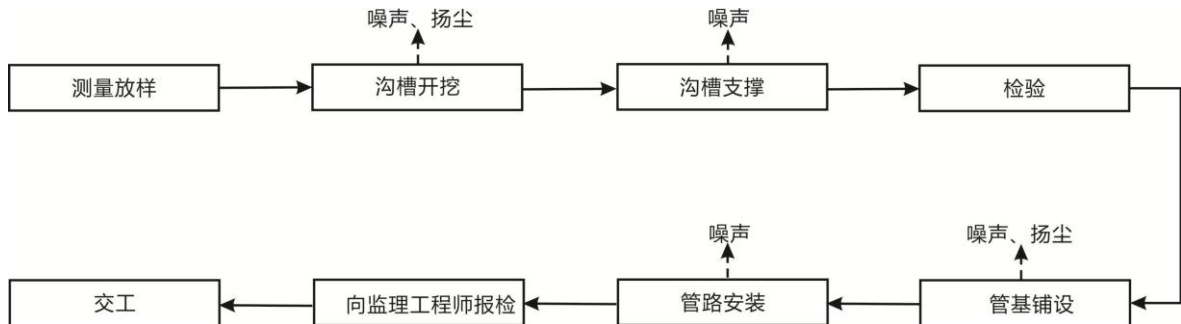 噪声、扬尘
噪声
测量放样
沟槽开挖
沟槽支撑
检验
噪声
噪声、扬尘
交工
向监理工程师报检
管路安装
管基铺设